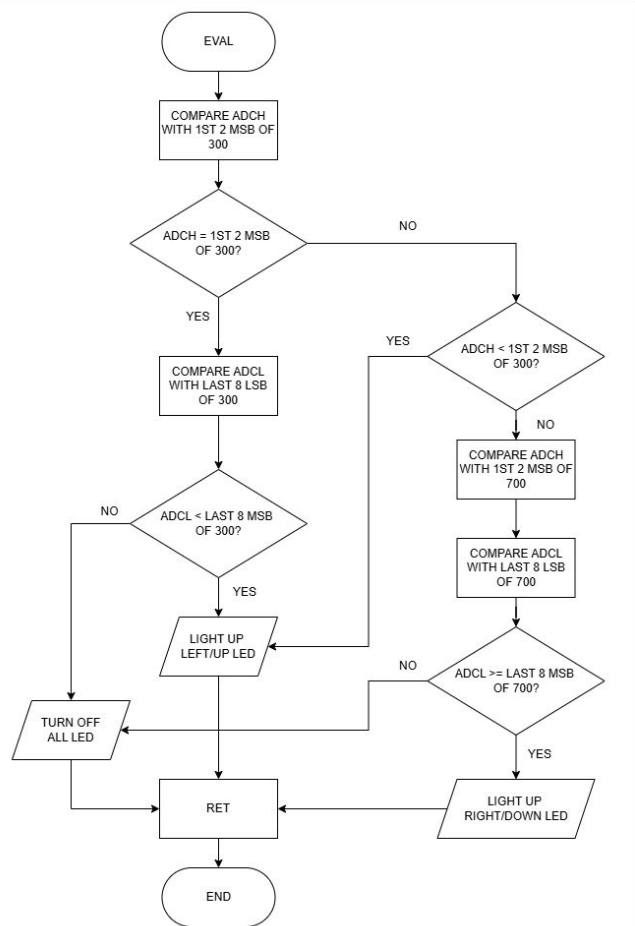 EVAL
COMPARE ADCH
WITH 1ST 2 MSB OF
300
ADCH = 1ST 2 MSB
OF 300?
NO
YES
ADCH < 1ST 2 MSB
OF 300?
YES
NO
COMPARE ADCL
WITH LAST 8 LSB
OF 300
COMPARE ADCH
WITH 1ST 2 MSB OF
700
ADCL < LAST 8 MSB
OF 300?
NO
YES
COMPARE ADCL
WITH LAST 8 LSB
OF 700
LIGHT UP
LEFT/UP LED
ADCL >= LAST 8 MSB
OF 700?
NO
YES
TURN OFF
ALL LED
RET
LIGHT UP
RIGHT/DOWN LED
END